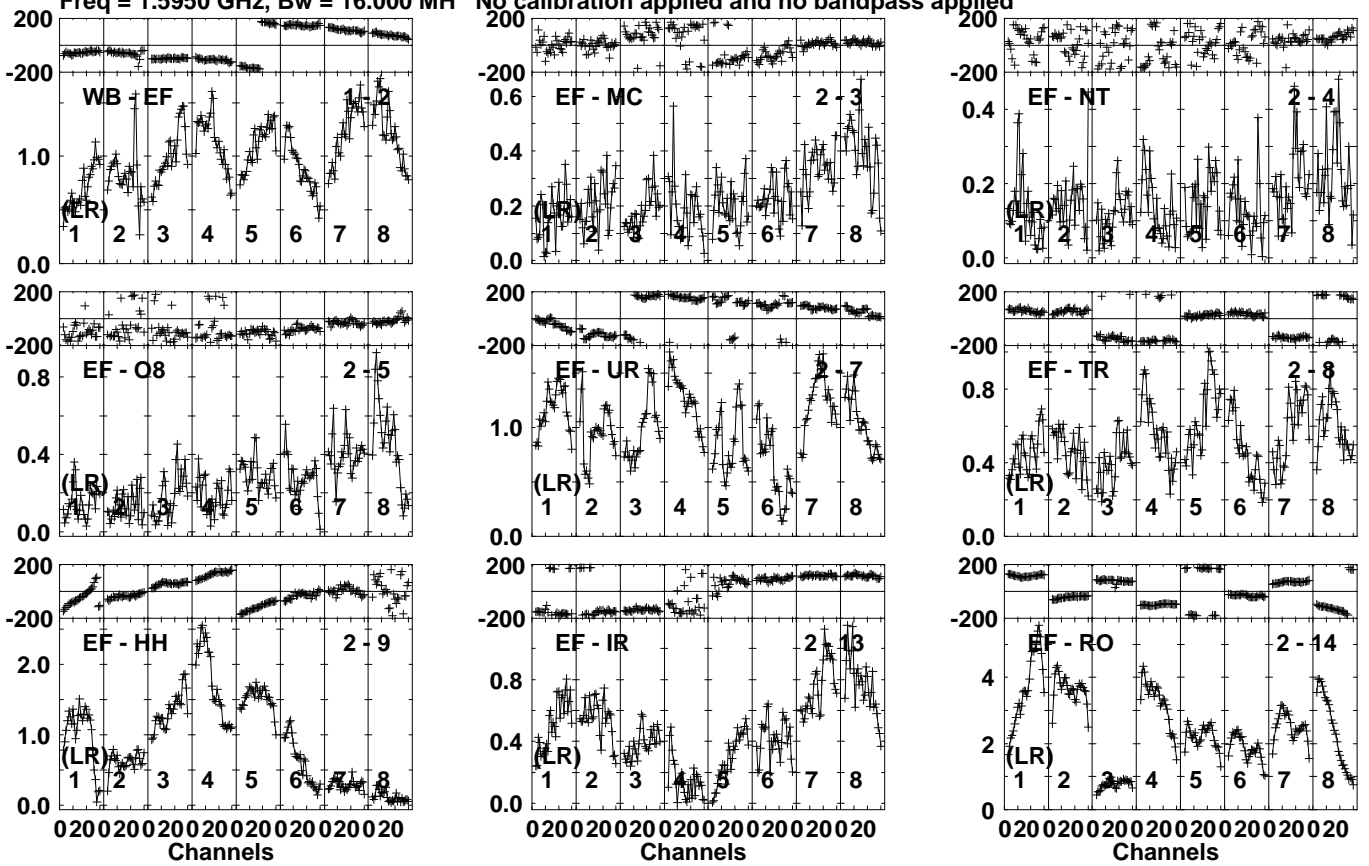 Freq = 1.5950 GHz, Bw = 16.000 MH No calibration applied and no bandpass applied
200
-200
WB - EF 1 - 2
1.0
(LR)
1 2 3 4 5 6 7 8
0.0
200
-200
EF - MC 2 - 3
0.6
0.4
0.2
(LR)
1 2 3 4 5 6 7 8
0.0
200
-200
EF - NT 2 - 4
0.4
0.2
(LR)
1 2 3 4 5 6 7 8
0.0
200
-200
EF - O8 2 - 5
0.8
0.4
(LR)
1 2 3 4 5 6 7 8
0.0
200
-200
EF - UR 2 - 7
1.0
(LR)
1 2 3 4 5 6 7 8
0.0
200
-200
EF - TR 2 - 8
0.8
0.4
(LR)
1 2 3 4 5 6 7 8
0.0
200
-200
EF - HH 2 - 9
2.0
1.0
(LR)
1 2 3 4 5 6 7 8
0.0
0 20 0 20 0 20 0 20 0 20 0 20 0 20 0 20
Channels
200
-200
EF - IR 2 - 13
0.8
0.4
(LR)
1 2 3 4 5 6 7 8
0.0
0 20 0 20 0 20 0 20 0 20 0 20 0 20 0 20
Channels
200
-200
EF - RO 2 - 14
4
2
(LR)
1 2 3 4 5 6 7 8
0
0 20 0 20 0 20 0 20 0 20 0 20 0 20 0 20
Channels